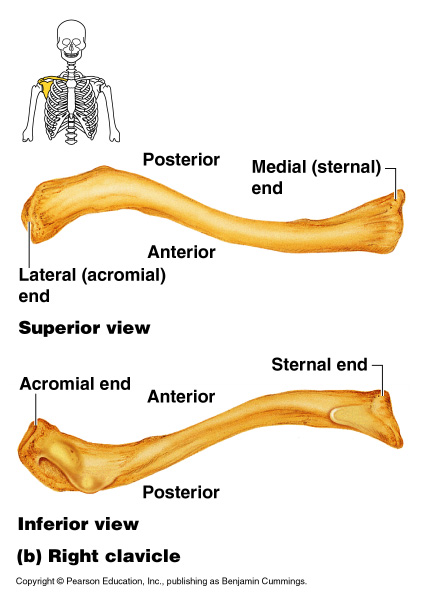 Posterior
Medial (sternal)
end
Anterior
Lateral (acromial)
end
Superior view
Sternal end
Acromial end
Anterior
Posterior
Inferior view
(b) Right clavicle
Copyright © Pearson Education, Inc., publishing as Benjamin Cummings.